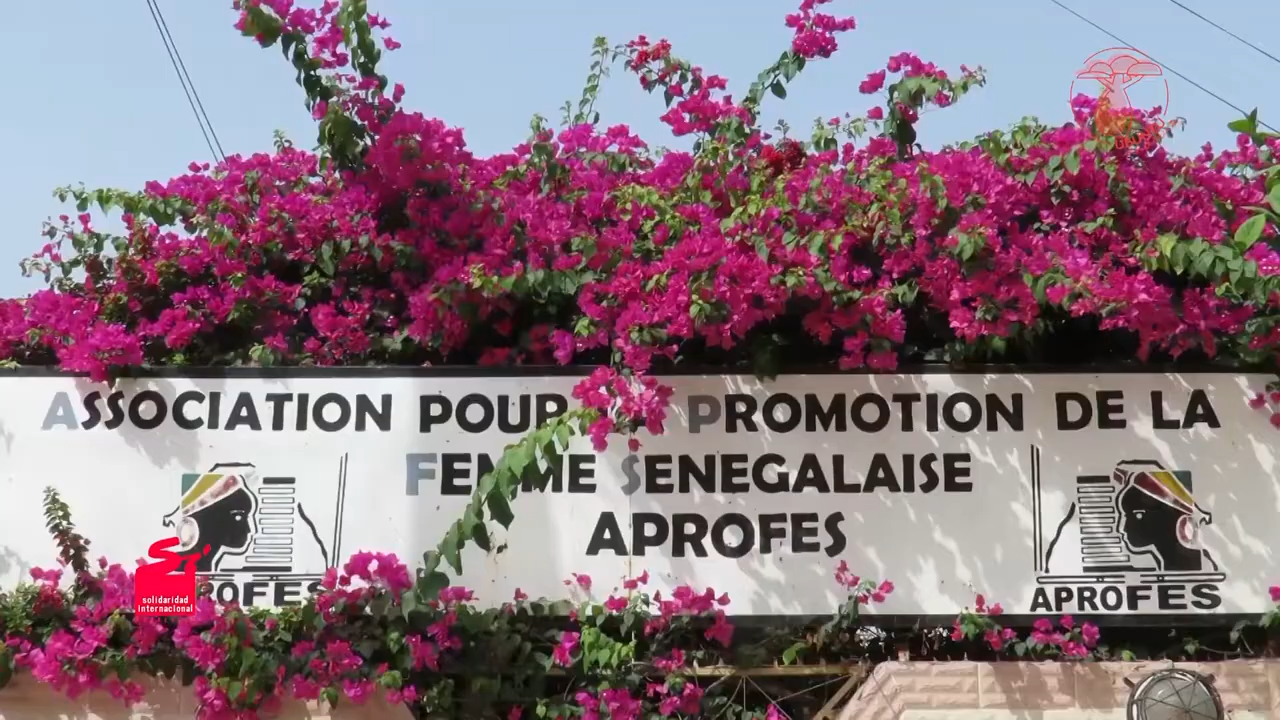 ASSOCIATION POUR PROMOTION DE LA
FEMME SENEGALAISE
APROFES
APROFES
solidaridad
internacional